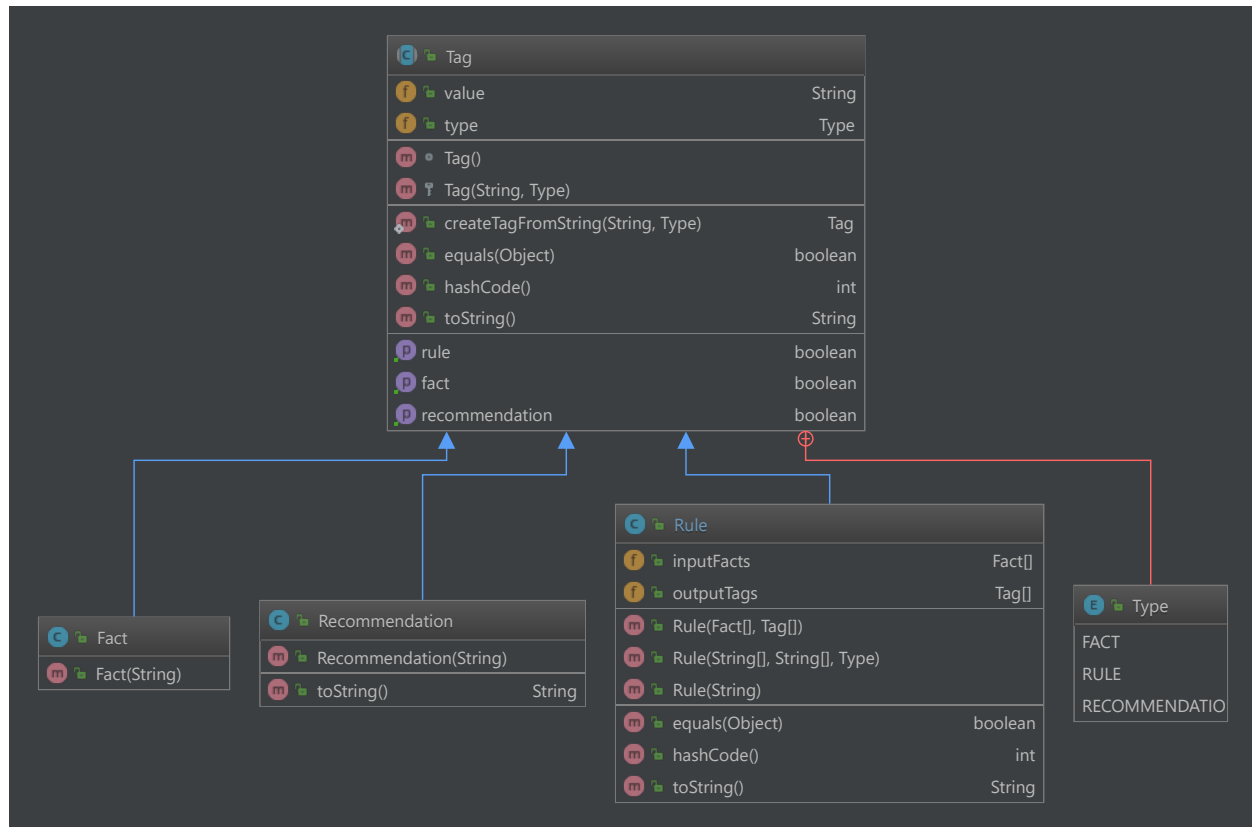 Tag
value String
type Type
Tag()
Tag(String, Type)
createTagFromString(String, Type) Tag
equals(Object) boolean
hashCode() int
toString() String
rule boolean
fact boolean
recommendation boolean
Fact
Fact(String)
Recommendation
Recommendation(String)
toString() String
Rule
inputFacts Fact[]
outputTags Tag[]
Rule(Fact[], Tag[])
Rule(String[], String[], Type)
Rule(String)
equals(Object) boolean
hashCode() int
toString() String
Type
FACT
RULE
RECOMMENDATIO